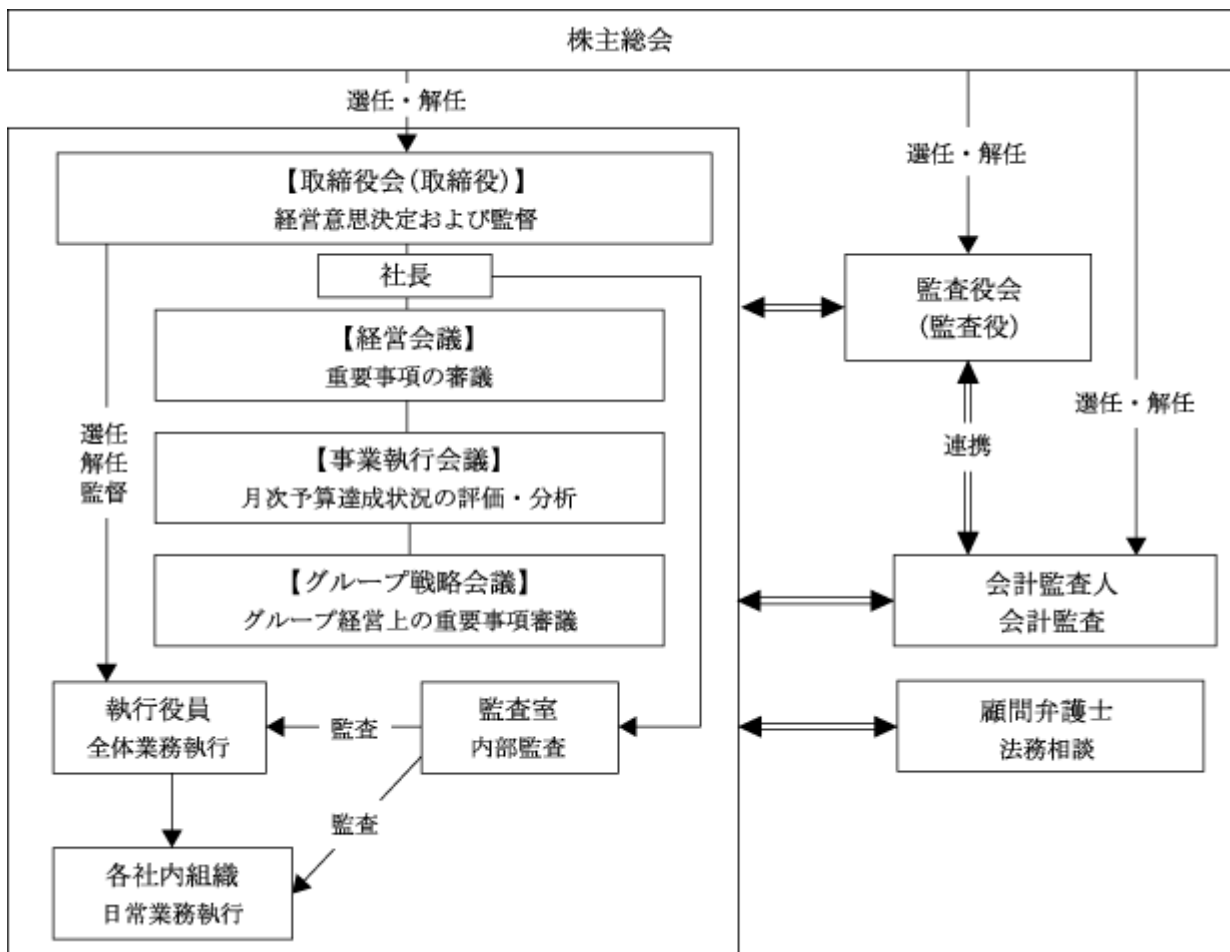 株主総会
選任・解任
選任・解任
選任・解任
【取締役会(取締役)】
経営意思決定および監督
社長
【経営会議】
重要事項の審議
【事業執行会議】
月次予算達成状況の評価・分析
【グループ戦略会議】
グループ経営上の重要事項審議
選任
解任
監督
執行役員
全体業務執行
監査
監査室
内部監査
監査
各社内組織
日常業務執行
監査役会
(監査役)
連携
会計監査人
会計監査
顧問弁護士
法務相談